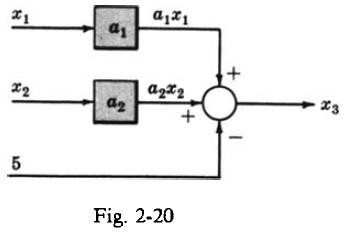 x₁ a₁ a₁x₁
+
x₂ a₂ a₂x₂ + x₃
−
5
Fig. 2-20